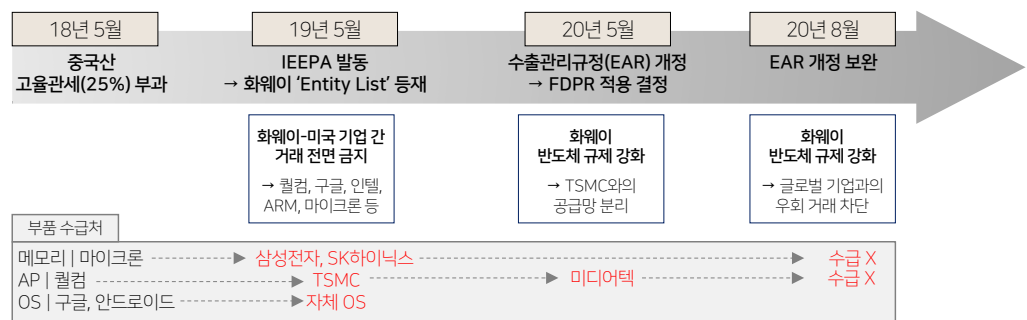 18년 5월
중국산
고율관세(25%) 부과
19년 5월
IEEPA 발동
→ 화웨이 ‘Entity List’ 등재
20년 5월
수출관리규정(EAR) 개정
→ FDPR 적용 결정
20년 8월
EAR 개정 보완
화웨이-미국 기업 간
거래 전면 금지
→ 퀄컴, 구글, 인텔,
ARM, 마이크론 등
화웨이
반도체 규제 강화
→ TSMC와의
공급망 분리
화웨이
반도체 규제 강화
→ 글로벌 기업과의
우회 거래 차단
부품 수급처
메모리 | 마이크론 삼성전자, SK하이닉스 수급 X
AP | 퀄컴 TSMC 미디어텍 수급 X
OS | 구글, 안드로이드 자체 OS